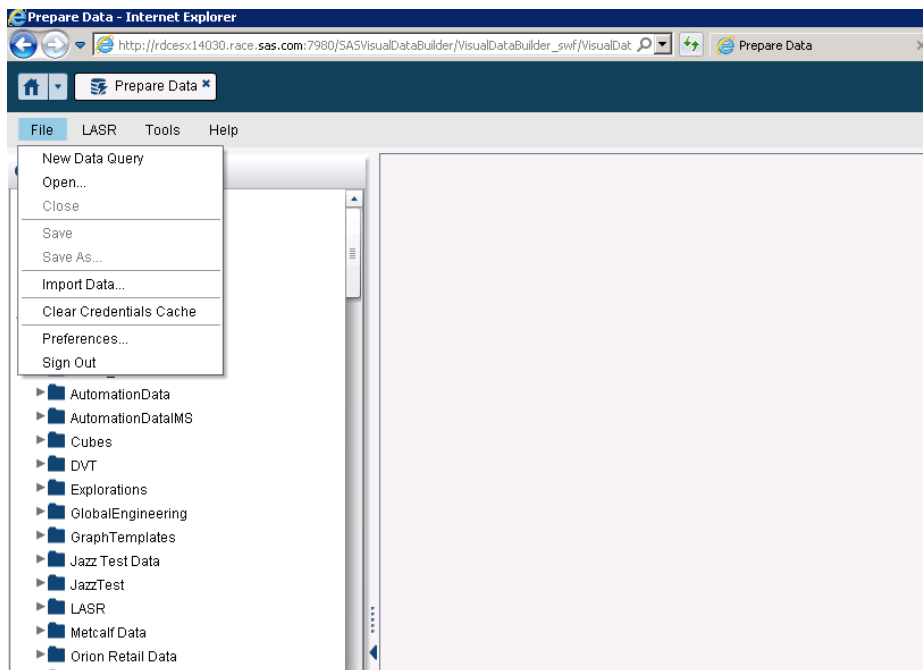 Prepare Data - Internet Explorer
http://rdcesx14030.race.sas.com:7980/SASVisualDataBuilder/VisualDataBuilder_swf/VisualDat
Prepare Data
Prepare Data
File LASR Tools Help
New Data Query
Open...
Close
Save
Save As...
Import Data...
Clear Credentials Cache
Preferences...
Sign Out
AutomationData
AutomationDataIMS
Cubes
DVT
Explorations
GlobalEngineering
GraphTemplates
Jazz Test Data
JazzTest
LASR
Metcalf Data
Orion Retail Data